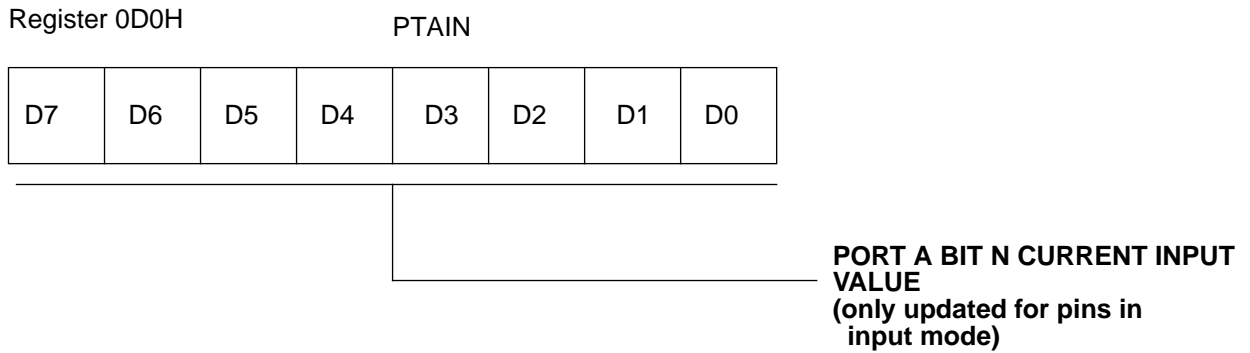 Register 0D0H PTAIN
D7 D6 D5 D4 D3 D2 D1 D0
PORT A BIT N CURRENT INPUT
VALUE
(only updated for pins in
input mode)